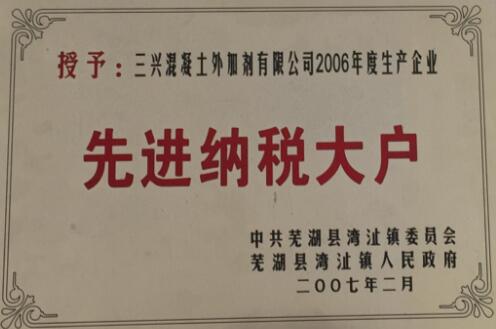 授予：三兴混凝土外加剂有限公司2006年度生产企业
先进纳税大户
中共芜湖县湾沚镇委员会
芜湖县湾沚镇人民政府
二〇〇七年二月